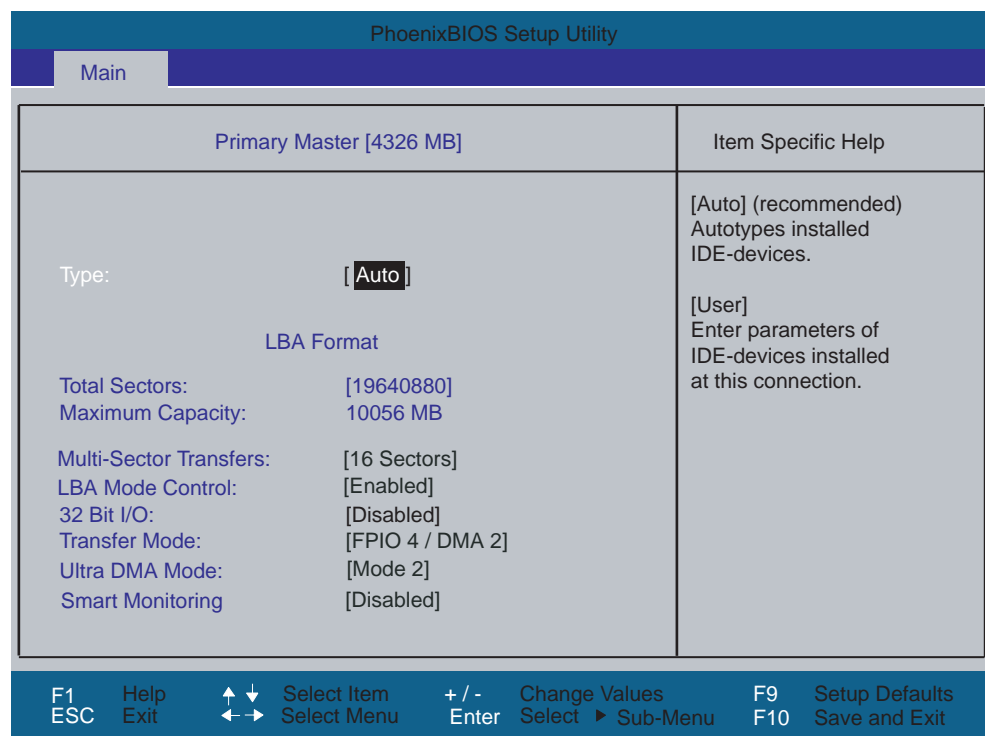 PhoenixBIOS Setup Utility
Main
Primary Master [4326 MB]
Item Specific Help
Type: [ Auto ]
LBA Format
Total Sectors: [19640880]
Maximum Capacity: 10056 MB
Multi-Sector Transfers: [16 Sectors]
LBA Mode Control: [Enabled]
32 Bit I/O: [Disabled]
Transfer Mode: [FPIO 4 / DMA 2]
Ultra DMA Mode: [Mode 2]
Smart Monitoring [Disabled]
[Auto] (recommended)
Autotypes installed
IDE-devices.
[User]
Enter parameters of
IDE-devices installed
at this connection.
F1 Help Select Item + / - Change Values F9 Setup Defaults
ESC Exit Select Menu Enter Select Sub-Menu F10 Save and Exit